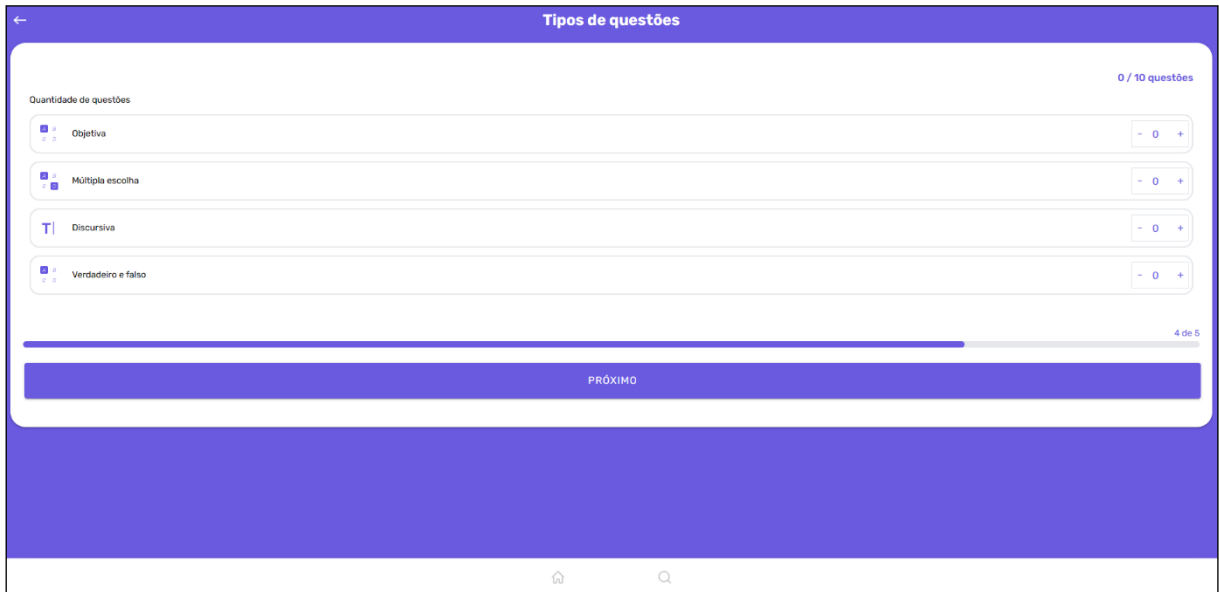 Tipos de questões
0 / 10 questões
Quantidade de questões
Objetiva - 0 +
Múltipla escolha - 0 +
T| Discursiva - 0 +
Verdadeiro e falso - 0 +
4 de 5
PRÓXIMO